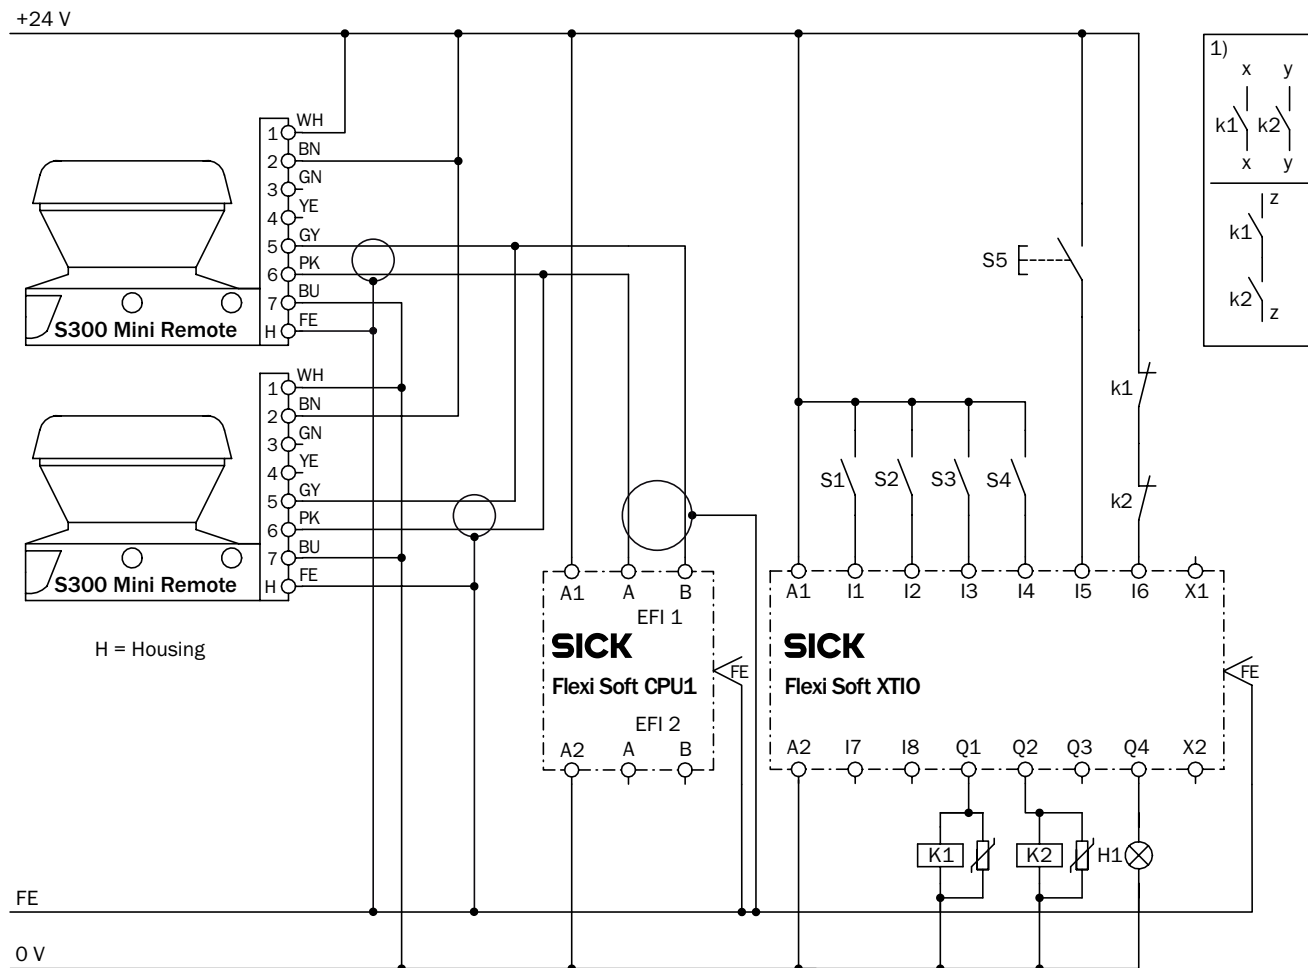 +24 V
1)
x y
k1 k2
x y
z
k1
k2
z
1 WH
2 BN
3 GN
4 YE
5 GY
6 PK
7 BU
H FE
S300 Mini Remote
S5
k1
k2
1 WH
2 BN
3 GN
4 YE
5 GY
6 PK
7 BU
H FE
S300 Mini Remote
H = Housing
S1 S2 S3 S4
A1 A B
EFI 1
SICK
Flexi Soft CPU1
FE
EFI 2
A2 A B
A1 I1 I2 I3 I4 I5 I6 X1
SICK
Flexi Soft XTIO
FE
A2 I7 I8 Q1 Q2 Q3 Q4 X2
K1 K2 H1
FE
0 V